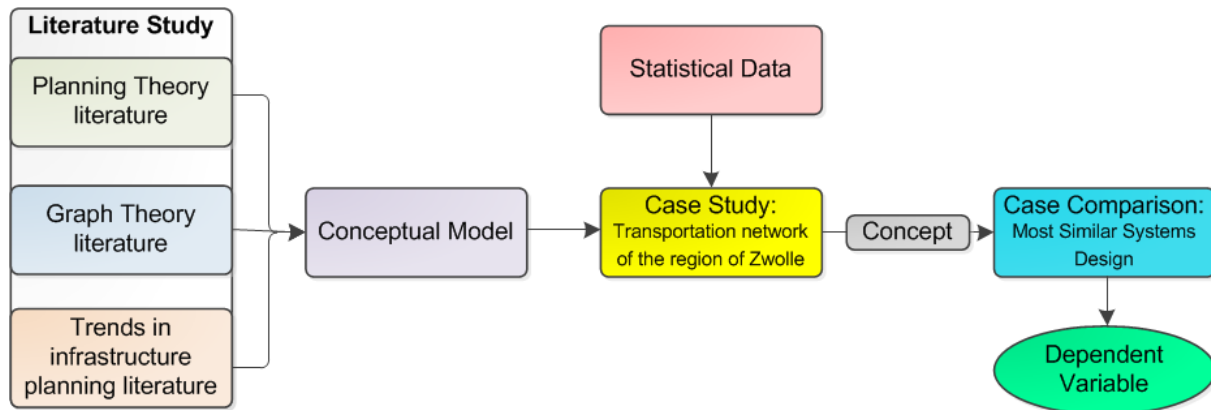 Literature Study
Planning Theory
literature
Graph Theory
literature
Trends in
infrastructure
planning literature
Conceptual Model
Statistical Data
Case Study:
Transportation network
of the region of Zwolle
Concept
Case Comparison:
Most Similar Systems
Design
Dependent
Variable